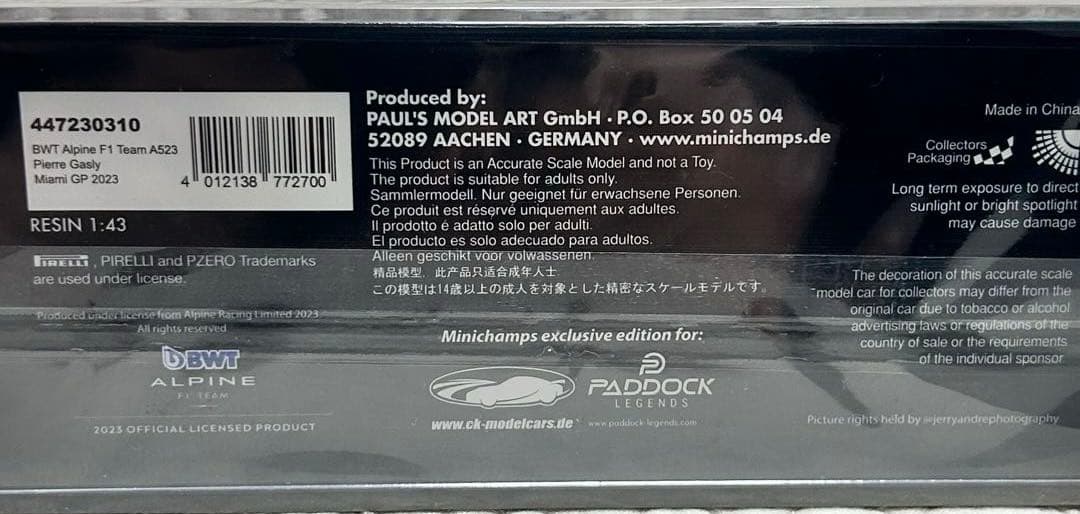 447230310
BWT Alpine F1 Team A523
Pierre Gasly
Miami GP 2023
4 012138 772700
RESIN 1:43
PIRELLI, PIRELLI and PZERO Trademarks
are used under license.
Produced under license from Alpine Racing Limited 2023
All rights reserved
BWT
ALPINE
F1 TEAM
2023 OFFICIAL LICENSED PRODUCT
Produced by:
PAUL'S MODEL ART GmbH · P.O. Box 50 05 04
52089 AACHEN · GERMANY · www.minichamps.de
This Product is an Accurate Scale Model and not a Toy.
The product is suitable for adults only.
Sammlermodell. Nur geeignet für erwachsene Personen.
Ce produit est réservé uniquement aux adultes.
Il prodotto é adatto solo per adulti.
El producto es solo adecuado para adultos.
Alleen geschikt voor volwassenen.
精品模型，此产品只适合成年人士
この模型は14歳以上の成人を対象とした精密なスケールモデルです。
Minichamps exclusive edition for:
www.ck-modelcars.de
PADDOCK
LEGENDS
www.paddock-legends.com
Made in China
Collectors
Packaging
Long term exposure to direct
sunlight or bright spotlight
may cause damage
The decoration of this accurate scale
model car for collectors may differ from the
original car due to tobacco or alcohol
advertising laws or regulations of the
country of sale or the requirements
of the individual sponsor
Picture rights held by @jerryandrephotography